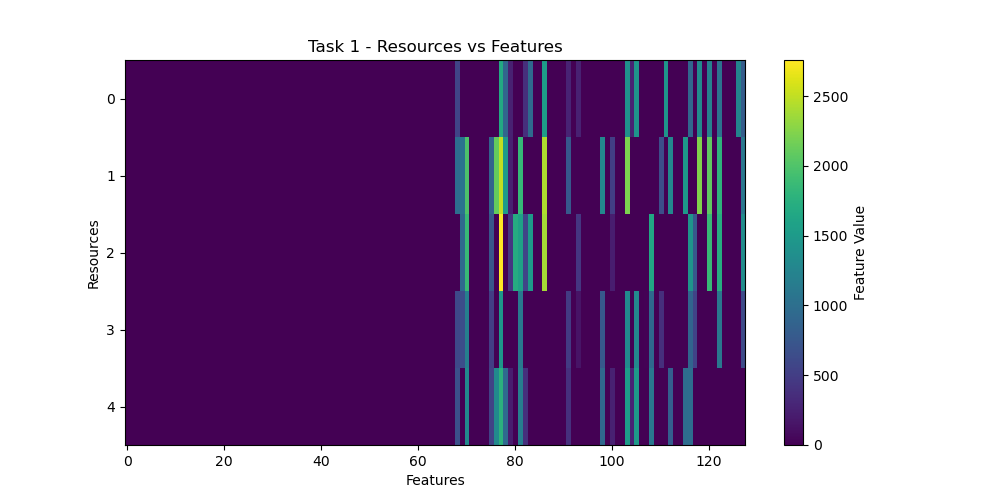 Task 1 - Resources vs Features
Resources
0
1
2
3
4
0 20 40 60 80 100 120
Features
2500
2000
1500
1000
500
0
Feature Value